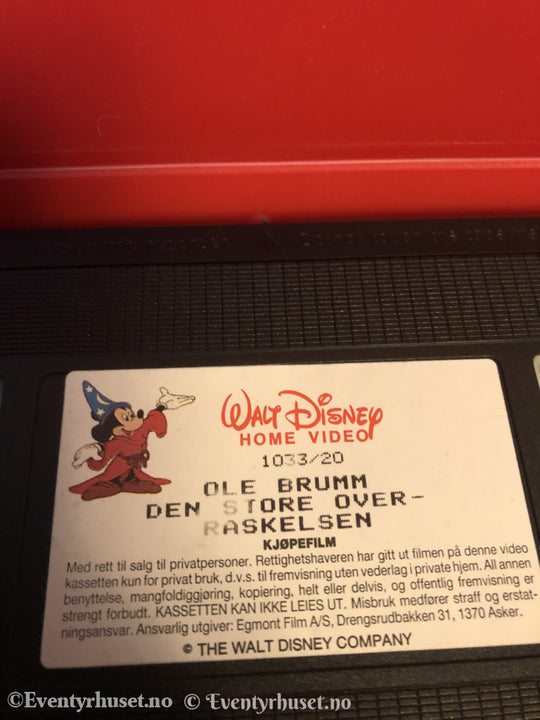 WALT DISNEY
HOME VIDEO
1033/20
OLE BRUMM
DEN STORE OVER-
RASKELSEN
KJØPEFILM
Med rett til salg til privatpersoner. Rettighetshaveren har gitt ut filmen på denne video
kassetten kun for privat bruk, d.v.s. til fremvisning uten vederlag i private hjem. All annen
benyttelse, mangfoldiggjøring, kopiering, helt eller delvis, og offentlig fremvisning er
strengt forbudt. KASSETTEN KAN IKKE LEIES UT. Misbruk medfører straff og erstat-
ningsansvar. Ansvarlig utgiver: Egmont Film A/S, Drengsrudbakken 31, 1370 Asker.
© THE WALT DISNEY COMPANY
©Eventyrhuset.no © Eventyrhuset.no ©